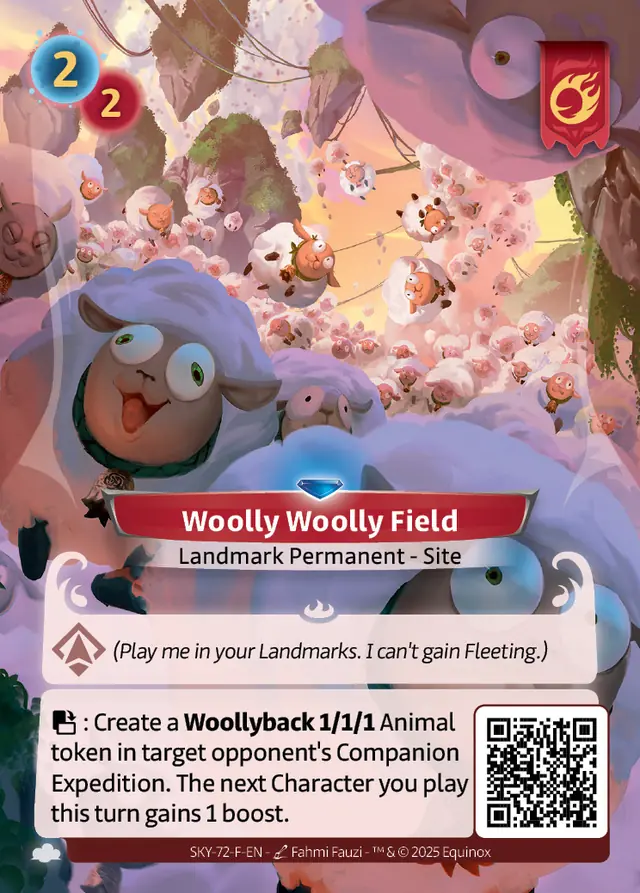 2
2
Woolly Woolly Field
Landmark Permanent - Site
(Play me in your Landmarks. I can't gain Fleeting.)
: Create a Woollyback 1/1/1 Animal
token in target opponent's Companion
Expedition. The next Character you play
this turn gains 1 boost.
SKY-72-F-EN - Fahmi Fauzi - ™ & © 2025 Equinox